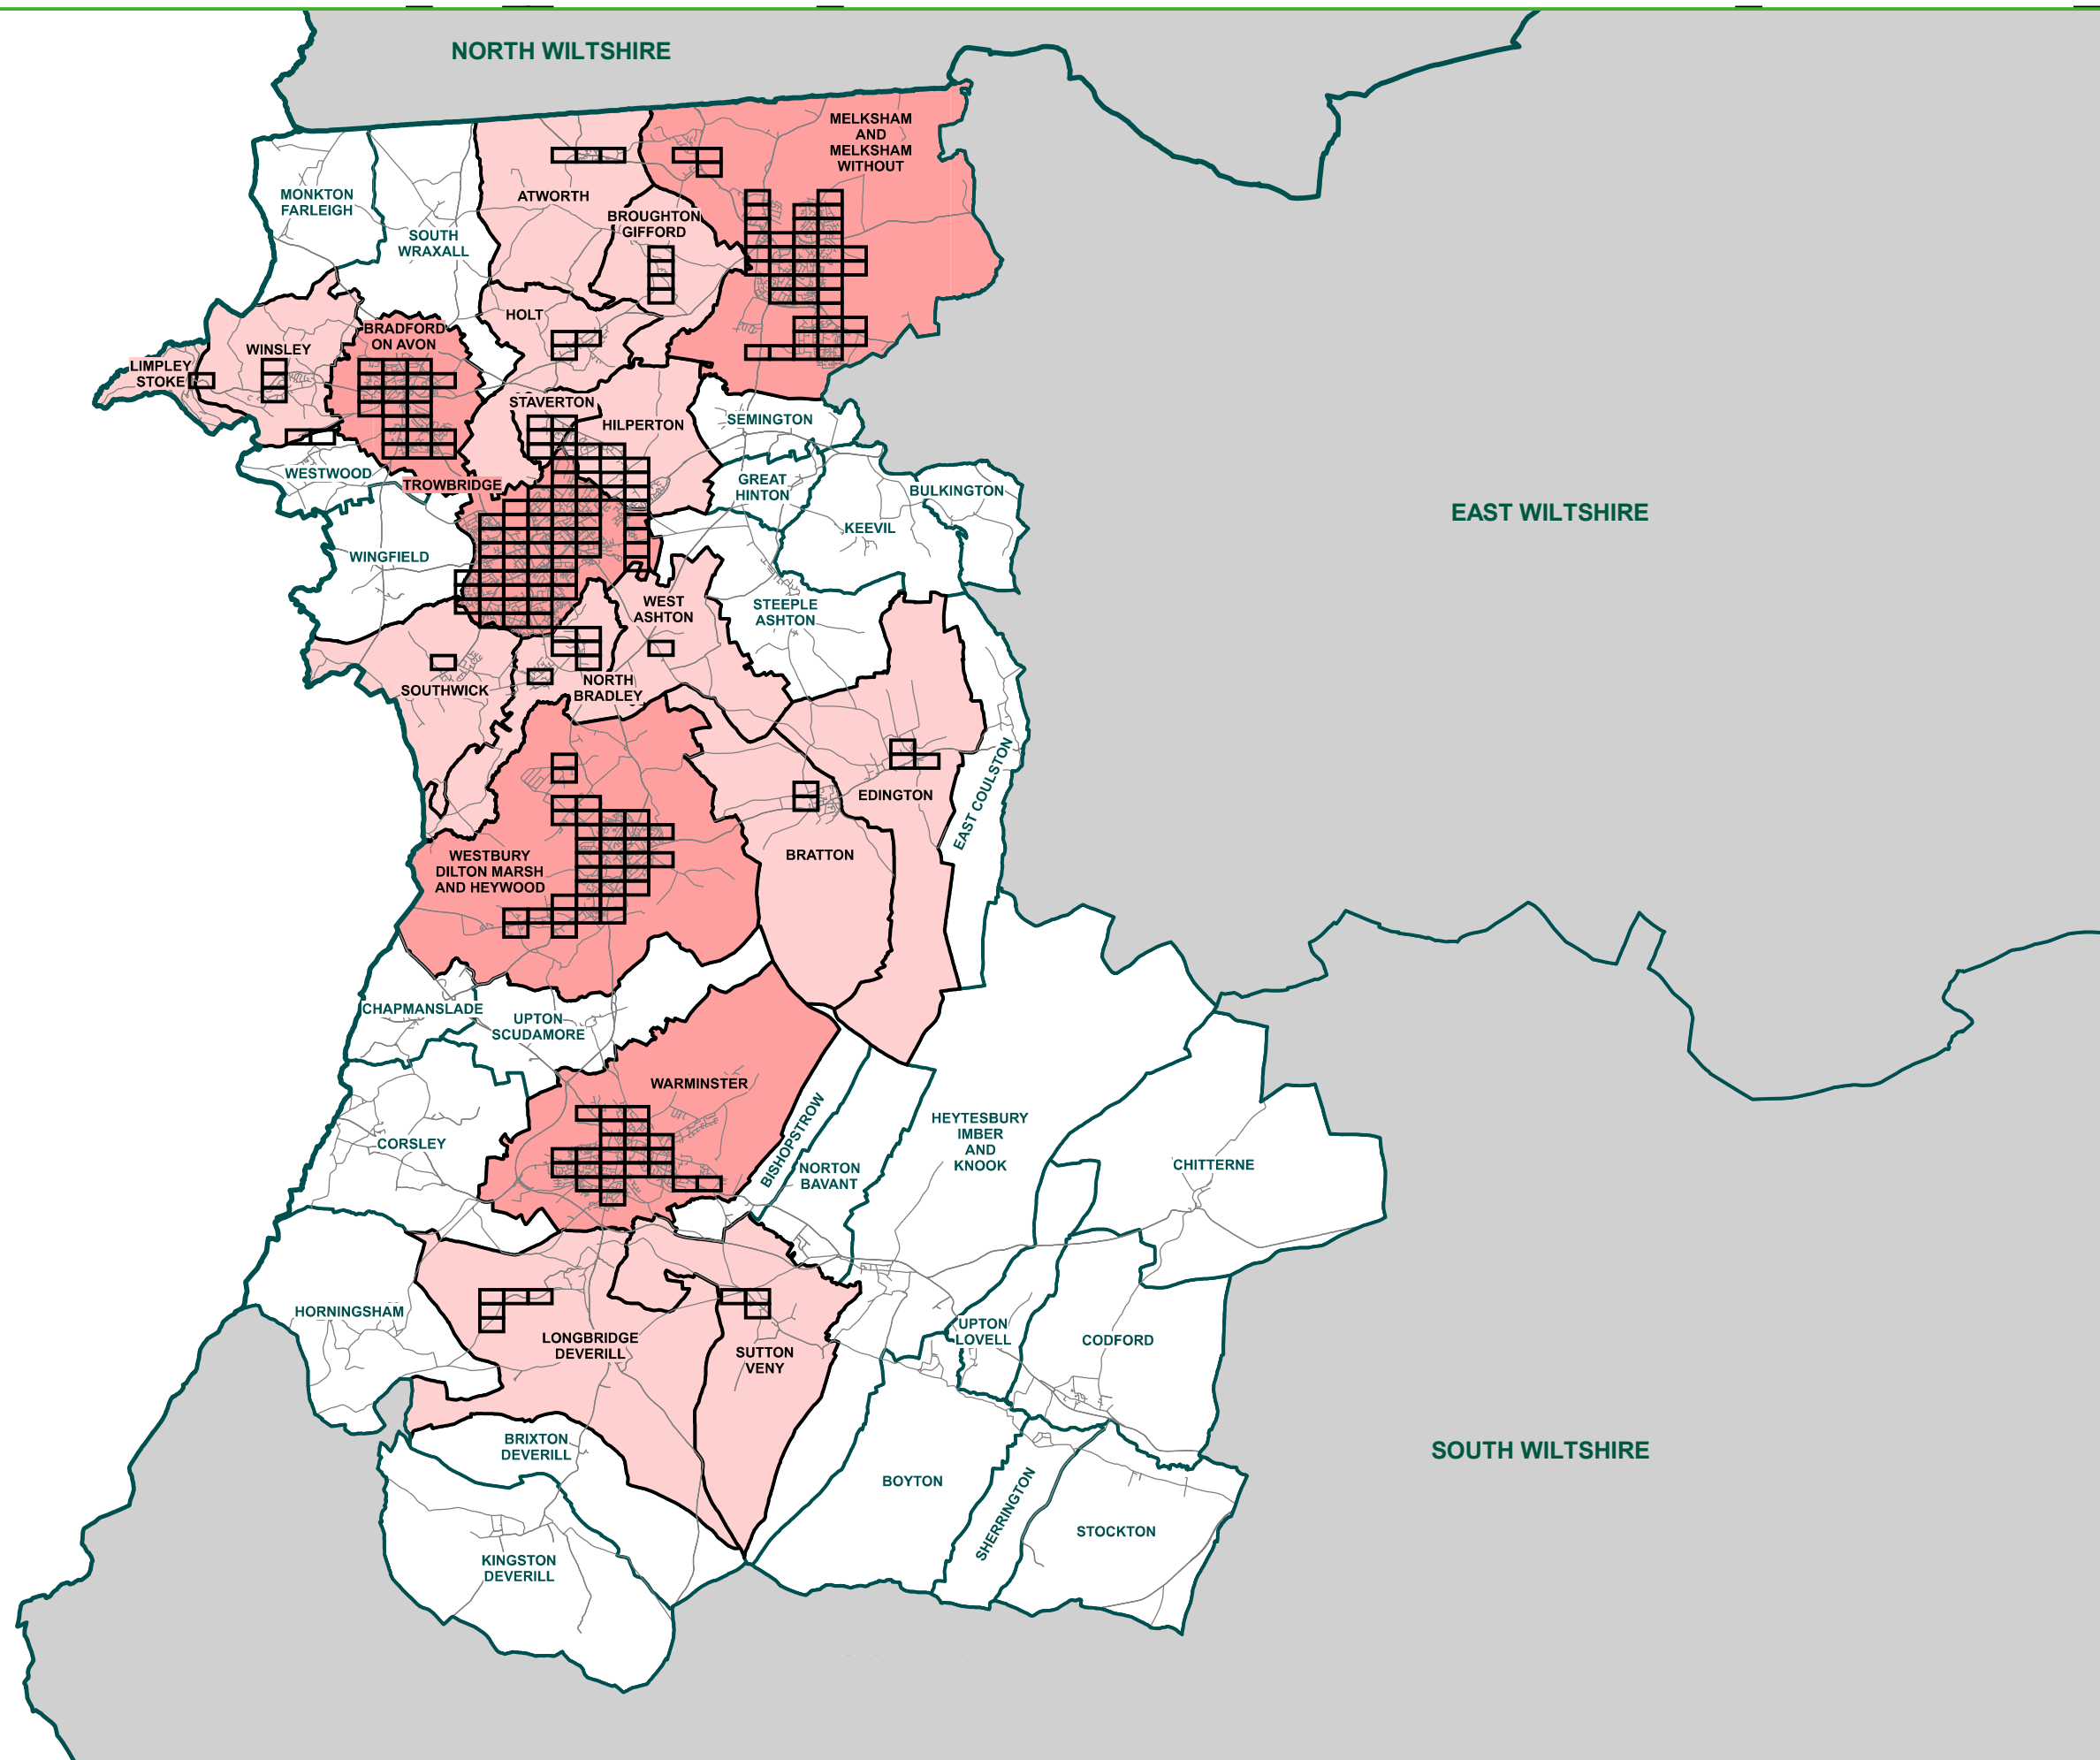 NORTH WILTSHIRE
MELKSHAM
AND
MELKSHAM
WITHOUT
MONKTON
FARLEIGH
ATWORTH
SOUTH
WRAXALL
BROUGHTON
GIFFORD
HOLT
BRADFORD
ON AVON
WINSLEY
LIMPLEY
STOKE
STAVERTON
HILPERTON
SEMINGTON
WESTWOOD
TROWBRIDGE
GREAT
HINTON
BULKINGTON
KEEVIL
EAST WILTSHIRE
WINGFIELD
WEST
ASHTON
STEEPLE
ASHTON
SOUTHWICK
NORTH
BRADLEY
EDINGTON
EAST COULSTON
BRATTON
WESTBURY
DILTON MARSH
AND HEYWOOD
CHAPMANSLADE
UPTON
SCUDAMORE
WARMINSTER
CORSLEY
BISHOPSTROW
NORTON
BAVANT
HEYTESBURY
IMBER
AND
KNOOK
CHITTERNE
HORNINGSHAM
LONGBRIDGE
DEVERILL
SUTTON
VENY
UPTON
LOVELL
CODFORD
BRIXTON
DEVERILL
BOYTON
SHERRINGTON
STOCKTON
SOUTH WILTSHIRE
KINGSTON
DEVERILL